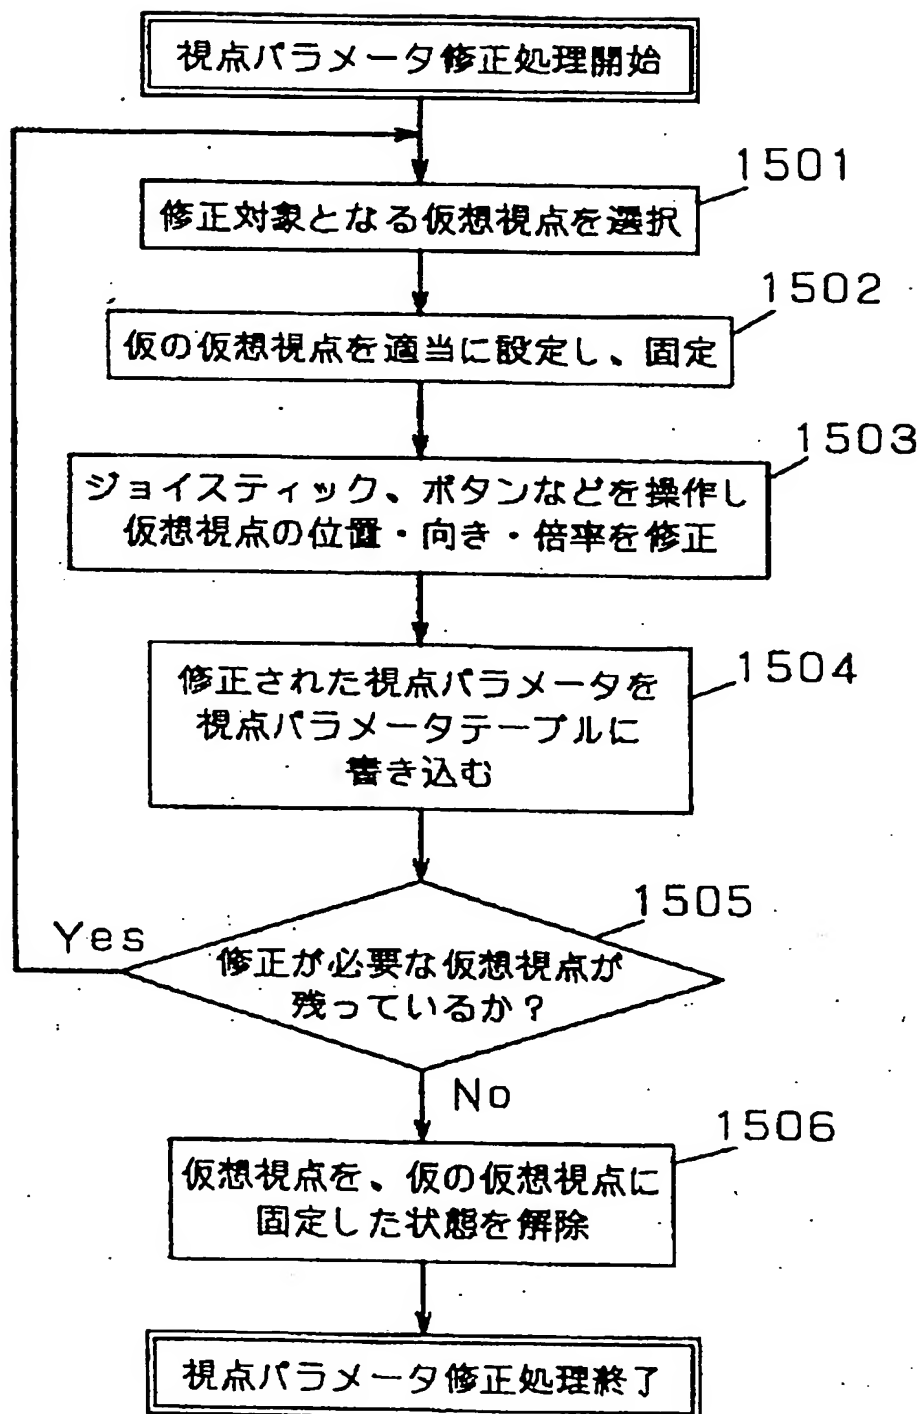 視点パラメータ修正処理開始
1501
修正対象となる仮想視点を選択
1502
仮の仮想視点を適当に設定し、固定
1503
ジョイスティック、ボタンなどを操作し
仮想視点の位置・向き・倍率を修正
1504
修正された視点パラメータを
視点パラメータテーブルに
書き込む
1505
Yes
修正が必要な仮想視点が
残っているか？
No
1506
仮想視点を、仮の仮想視点に
固定した状態を解除
視点パラメータ修正処理終了